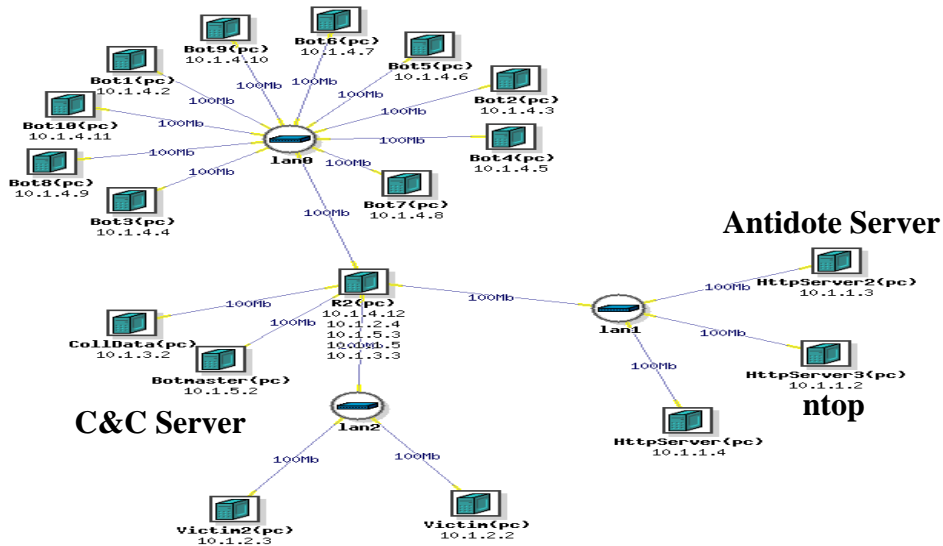 Bot6(pc)
10.1.4.7
Bot9(pc)
10.1.4.10
Bot5(pc)
10.1.4.6
Bot1(pc)
10.1.4.2
Bot2(pc)
10.1.4.3
Bot10(pc)
10.1.4.11
Bot4(pc)
10.1.4.5
Bot8(pc)
10.1.4.9
Bot3(pc)
10.1.4.4
Bot7(pc)
10.1.4.8
100Mb
100Mb
100Mb
100Mb
100Mb
100Mb
100Mb
100Mb
100Mb
100Mb
lan0
100Mb
Antidote Server
HttpServer2(pc)
10.1.1.3
R2(pc)
10.1.4.12
10.1.2.4
10.1.5.3
10.1.3.3
100Mb
100Mb
100Mb
100Mb
lan1
CollData(pc)
10.1.3.2
100Mb
100Mb
HttpServer3(pc)
10.1.1.2
Botmaster(pc)
10.1.5.2
100Mb
ntop
C&C Server
lan2
HttpServer(pc)
10.1.1.4
100Mb
100Mb
Victim2(pc)
10.1.2.3
Victim(pc)
10.1.2.2